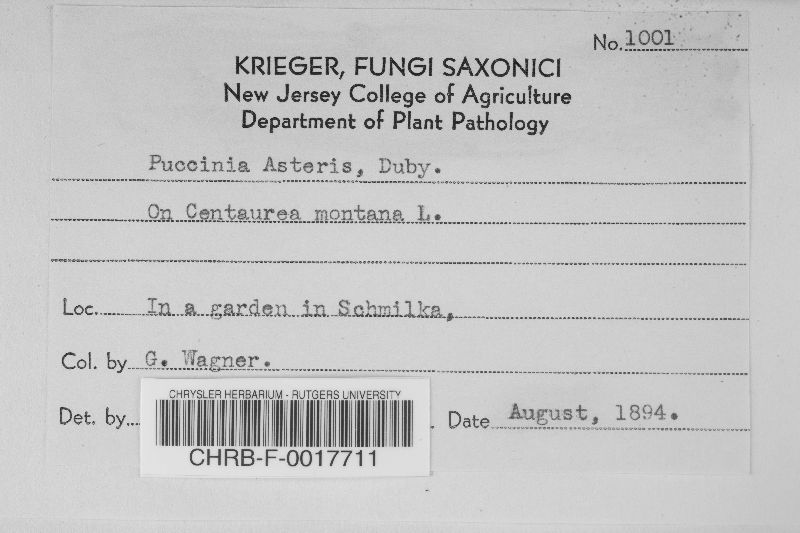 No. 1001
KRIEGER, FUNGI SAXONICI
New Jersey College of Agriculture
Department of Plant Pathology
Puccinia Asteris, Duby.
On Centaurea montana L.
Loc. In a garden in Schmilka,
Col. by G. Wagner.
Det. by
Date August, 1894.
CHRYSLER HERBARIUM - RUTGERS UNIVERSITY
CHRB-F-0017711